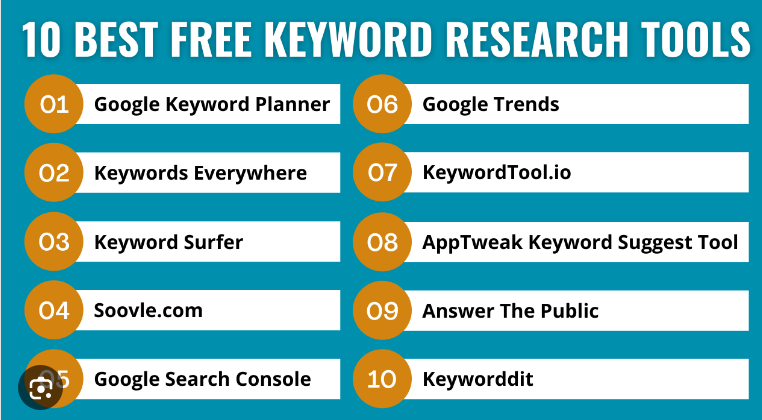 10 BEST FREE KEYWORD RESEARCH TOOLS
01 Google Keyword Planner
02 Keywords Everywhere
03 Keyword Surfer
04 Soovle.com
05 Google Search Console
06 Google Trends
07 KeywordTool.io
08 AppTweak Keyword Suggest Tool
09 Answer The Public
10 Keyworddit